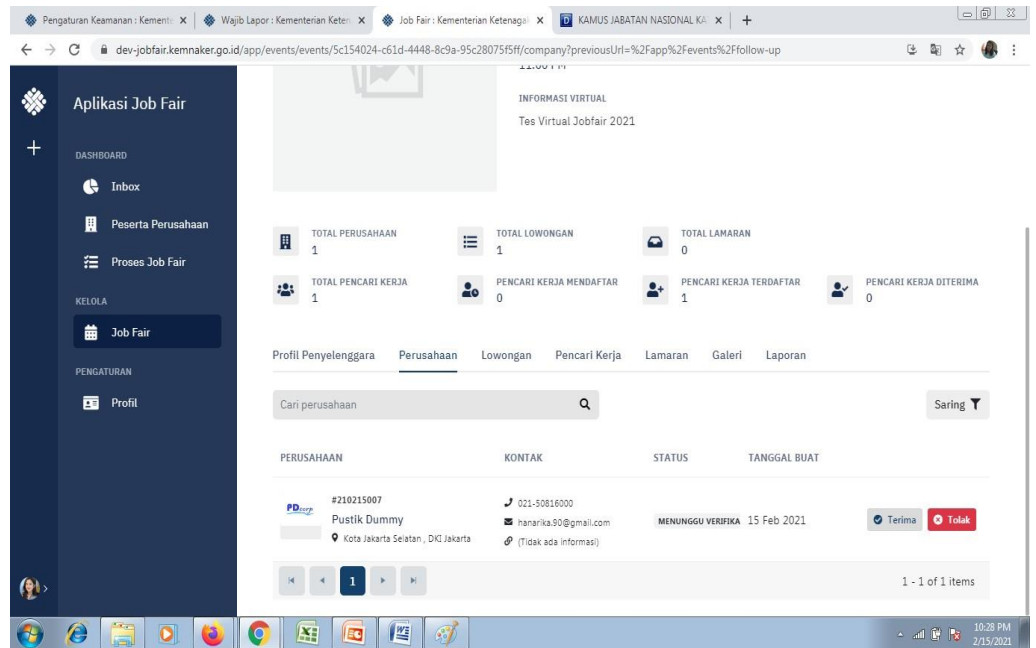 Pengaturan Keamanan : Kemente
Wajib Lapor : Kementerian Keten
Job Fair : Kementerian Ketenaga
KAMUS JABATAN NASIONAL KA
dev-jobfair.kemnaker.go.id/app/events/events/5c154024-c61d-4448-8c9a-95c28075f5ff/company?previousUrl=%2Fapp%2Fevents%2Ffollow-up
Aplikasi Job Fair
DASHBOARD
Inbox
Peserta Perusahaan
Proses Job Fair
KELOLA
Job Fair
PENGATURAN
Profil
11:00 PM
INFORMASI VIRTUAL
Tes Virtual Jobfair 2021
TOTAL PERUSAHAAN
1
TOTAL LOWONGAN
1
TOTAL LAMARAN
0
TOTAL PENCARI KERJA
1
PENCARI KERJA MENDAFTAR
0
PENCARI KERJA TERDAFTAR
1
PENCARI KERJA DITERIMA
0
Profil Penyelenggara Perusahaan Lowongan Pencari Kerja Lamaran Galeri Laporan
Cari perusahaan
Saring
PERUSAHAAN KONTAK STATUS TANGGAL BUAT
PDcorp
#210215007
Pustik Dummy
Kota Jakarta Selatan , DKI Jakarta
021-50816000
hanarika.90@gmail.com
(Tidak ada informasi)
MENUNGGU VERIFIKA
15 Feb 2021
Terima
Tolak
1
1 - 1 of 1 items
10:28 PM
2/15/2021